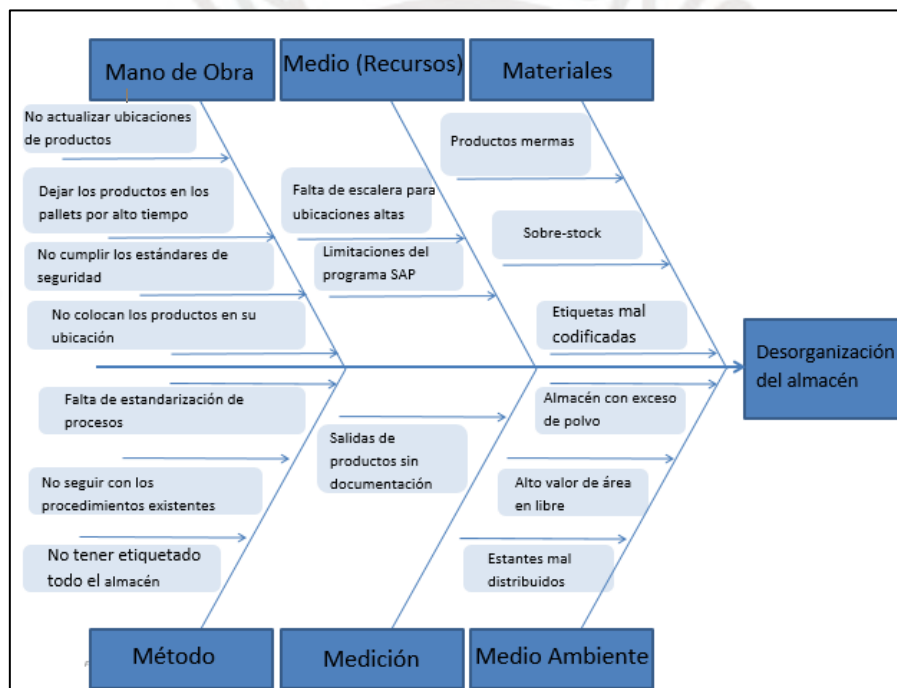 Mano de Obra
Medio (Recursos)
Materiales
No actualizar ubicaciones
de productos
Dejar los productos en los
pallets por alto tiempo
No cumplir los estándares de
seguridad
No colocan los productos en su
ubicación
Falta de escalera para
ubicaciones altas
Limitaciones del
programa SAP
Productos mermas
Sobre-stock
Etiquetas mal
codificadas
Desorganización
del almacén
Falta de estandarización de
procesos
No seguir con los
procedimientos existentes
No tener etiquetado
todo el almacén
Salidas de
productos sin
documentación
Almacén con exceso
de polvo
Alto valor de área
en libre
Estantes mal
distribuidos
Método
Medición
Medio Ambiente